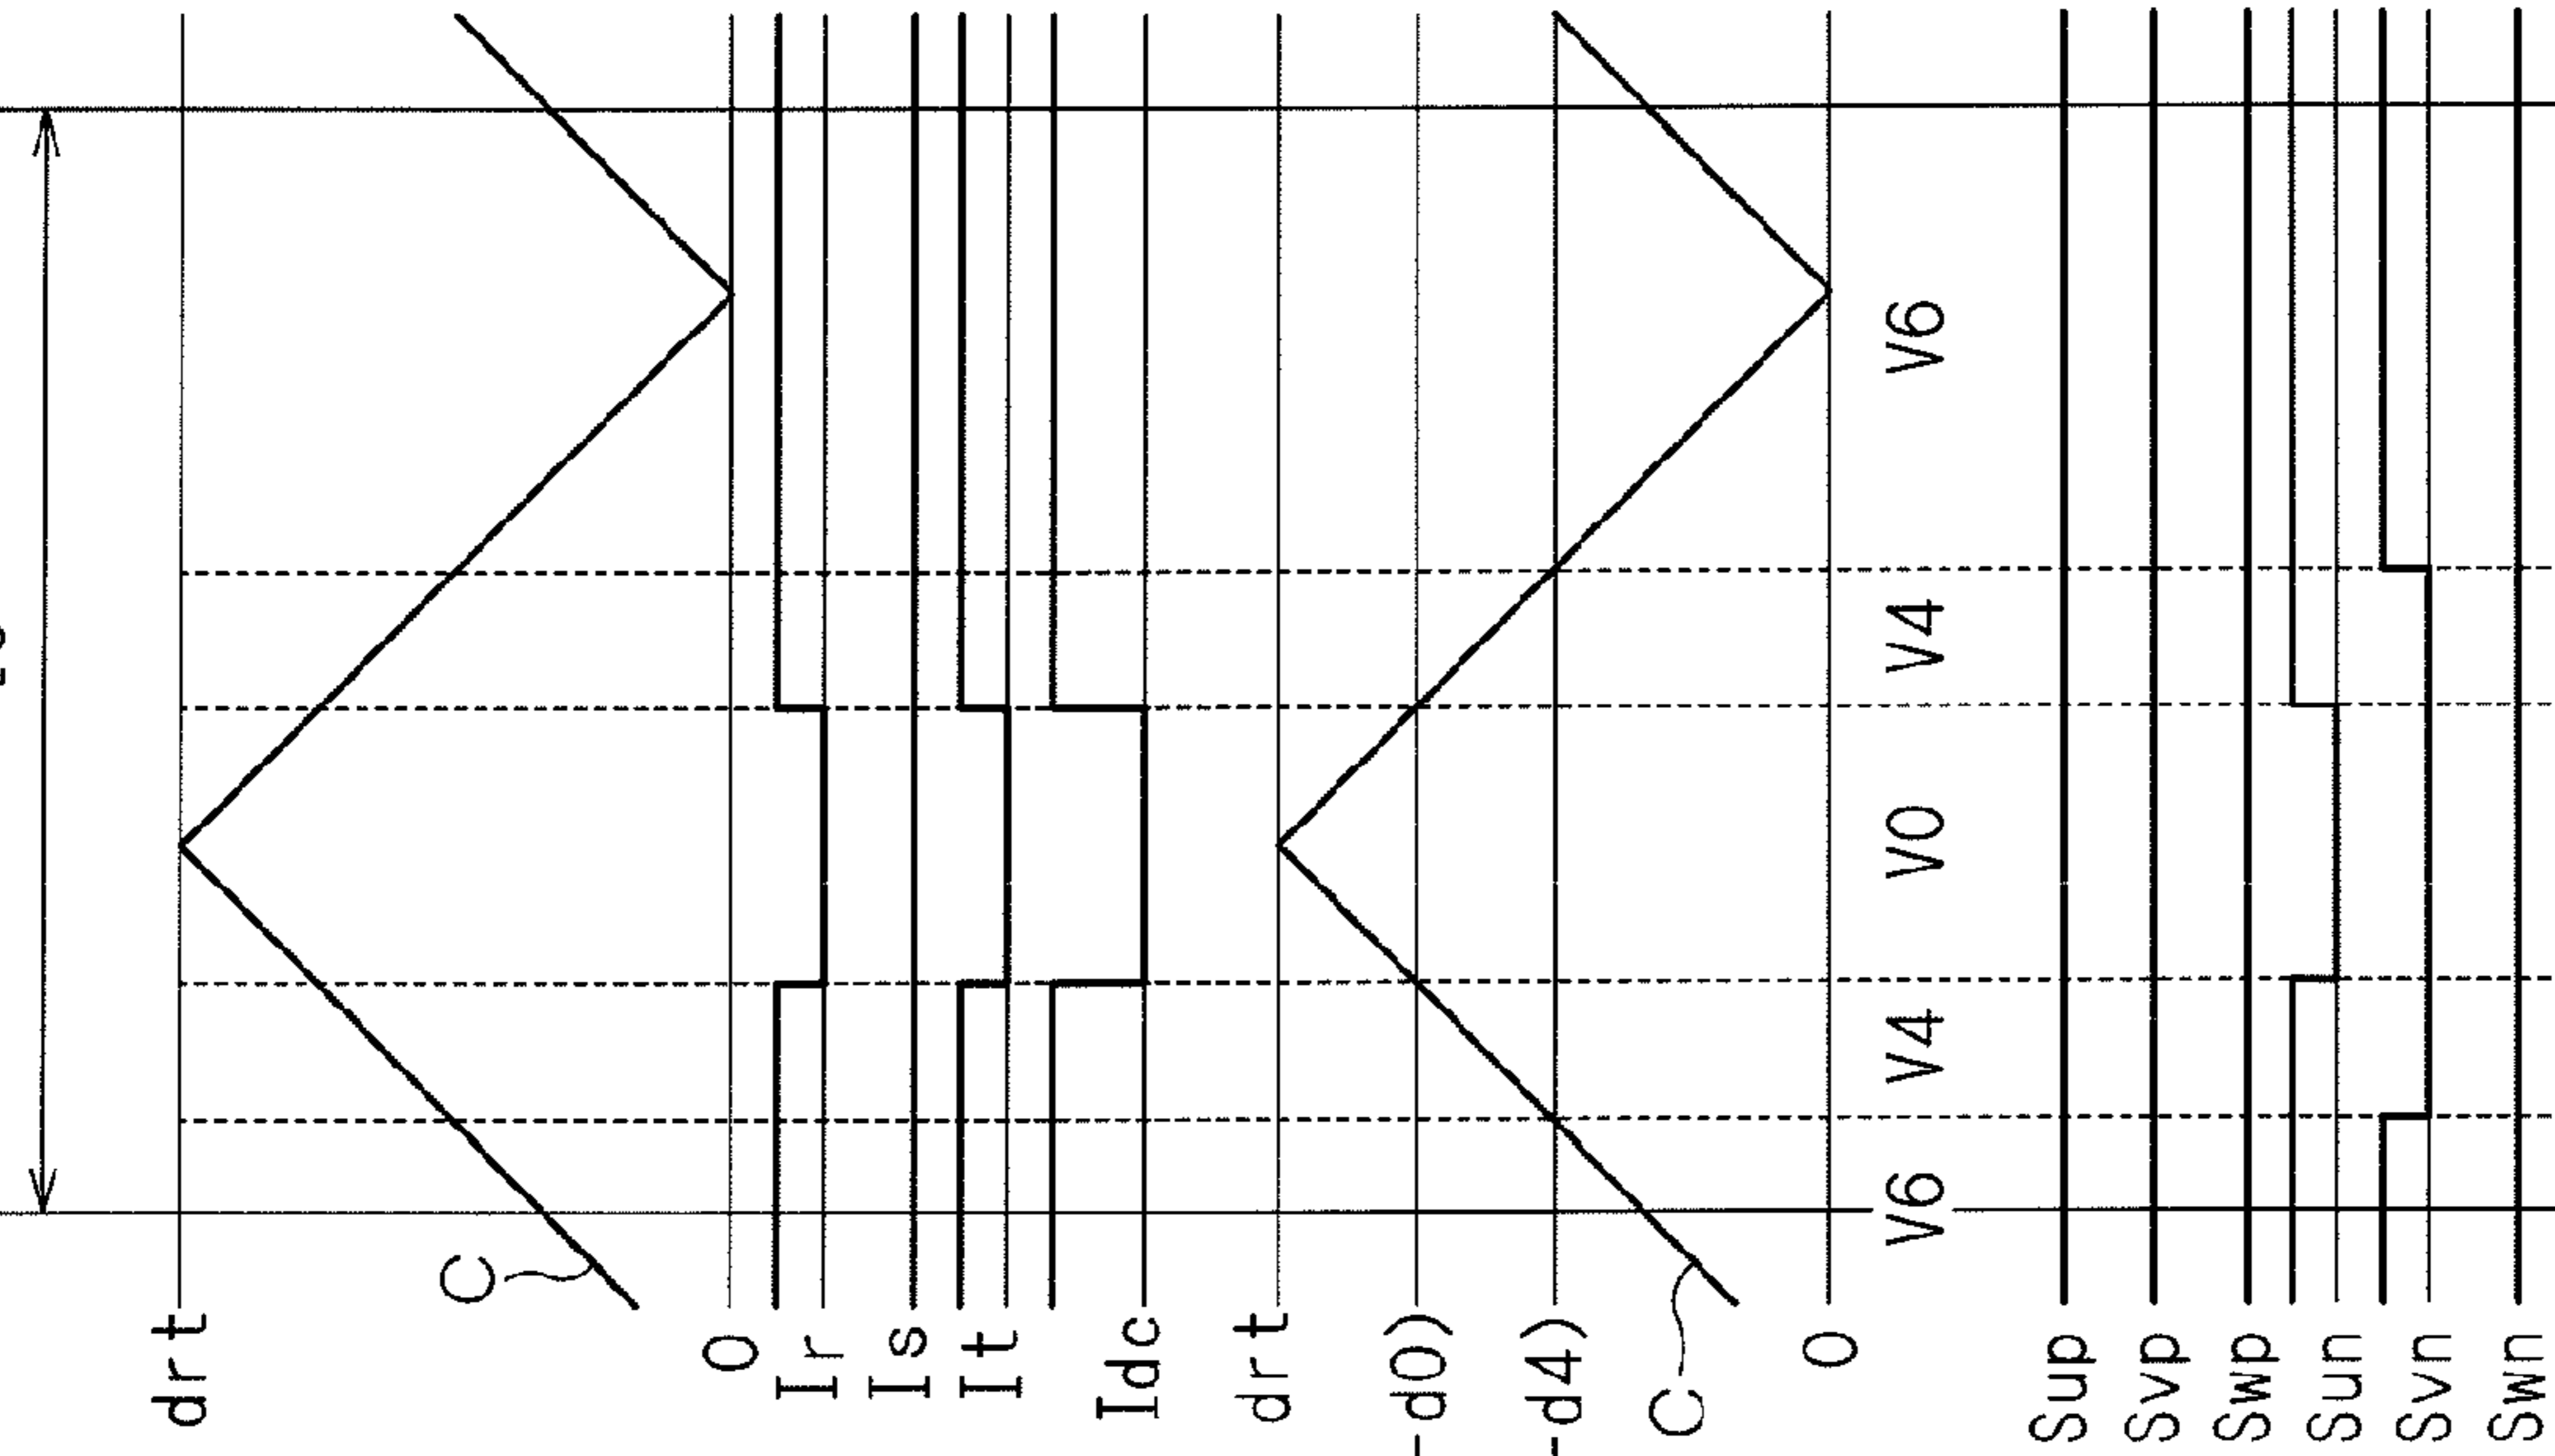 drt
C
0
Ir
Is
It
Idc
drt
-d0)
-d4)
C
0
V6 V4 V0 V4 V6
Sup
Svp
Swp
Sun
Svn
Swn